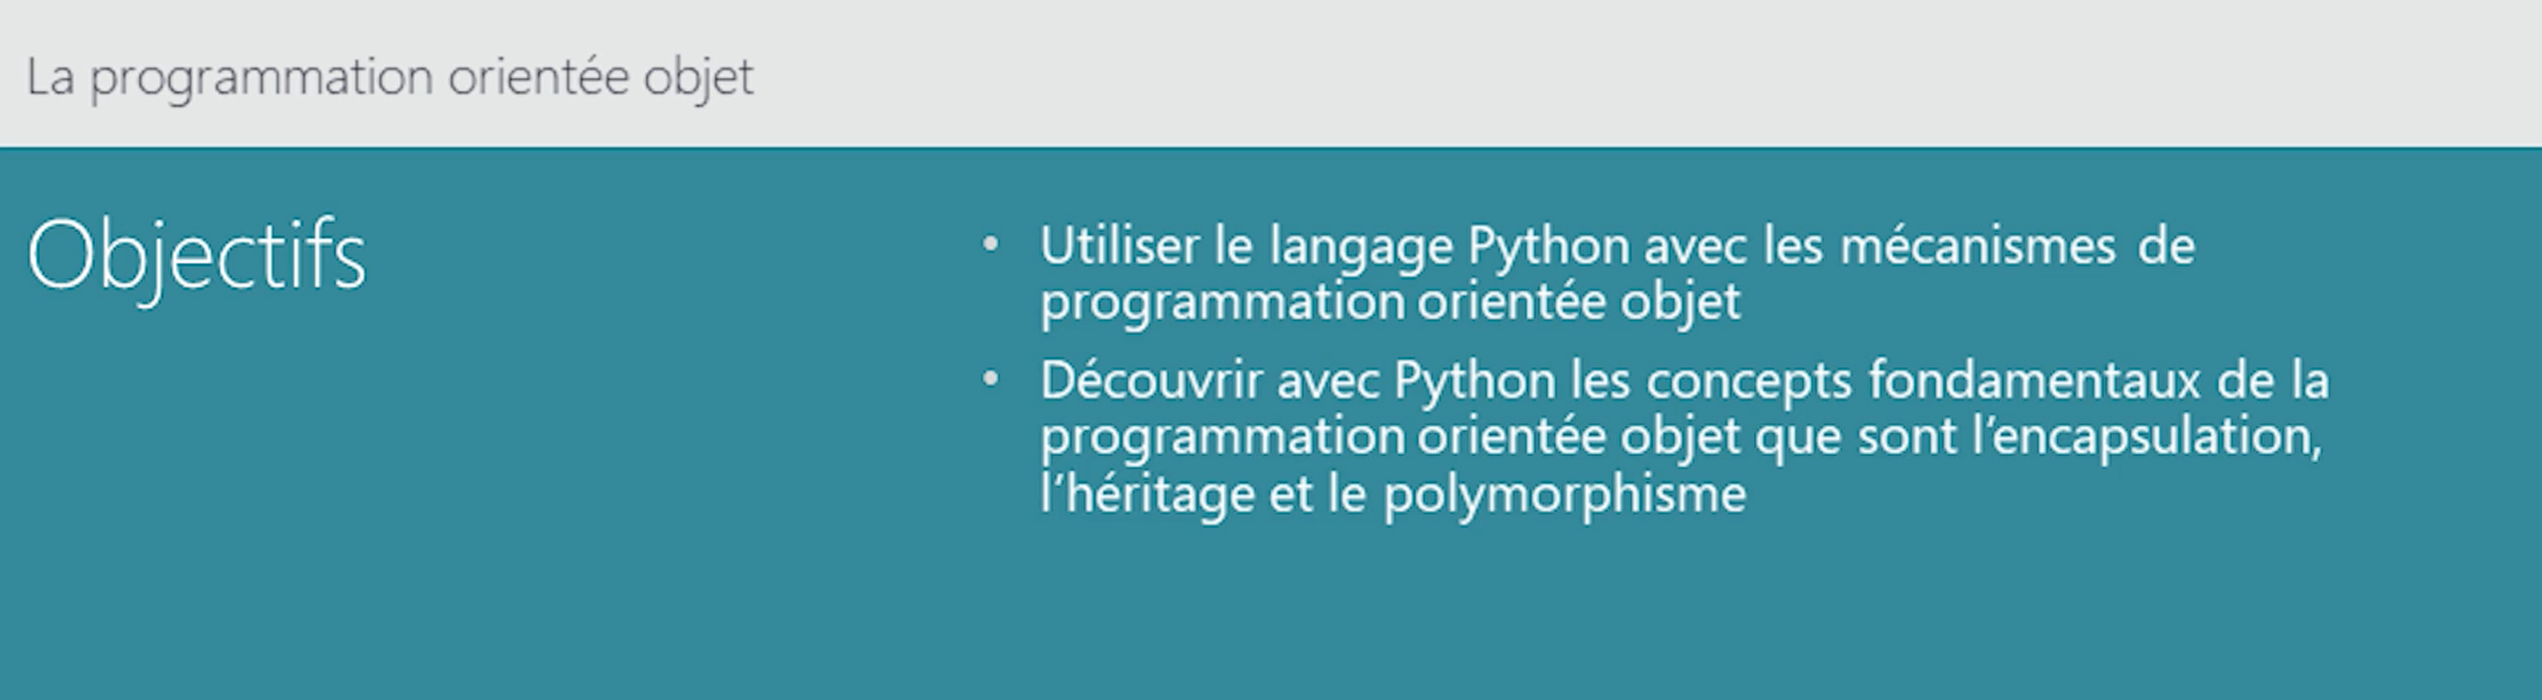 La programmation orientée objet
Objectifs
• Utiliser le langage Python avec les mécanismes de
programmation orientée objet
• Découvrir avec Python les concepts fondamentaux de la
programmation orientée objet que sont l’encapsulation,
l’héritage et le polymorphisme